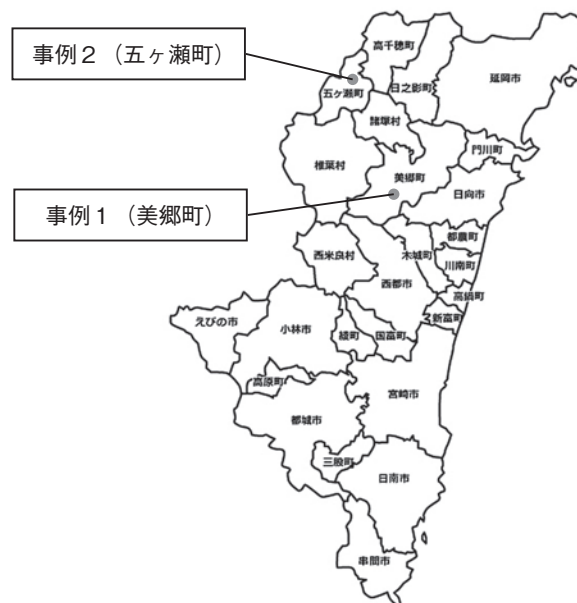 事例２（五ヶ瀬町）
高千穂町
延岡市
日之影町
五ヶ瀬町
諸塚村
門川町
椎葉村
美郷町
日向市
事例１（美郷町）
都農町
西米良村
木城町
川南町
西都市
高鍋町
新富町
えびの市
小林市
綾町
国富町
高原町
宮崎市
都城市
三股町
日南市
串間市